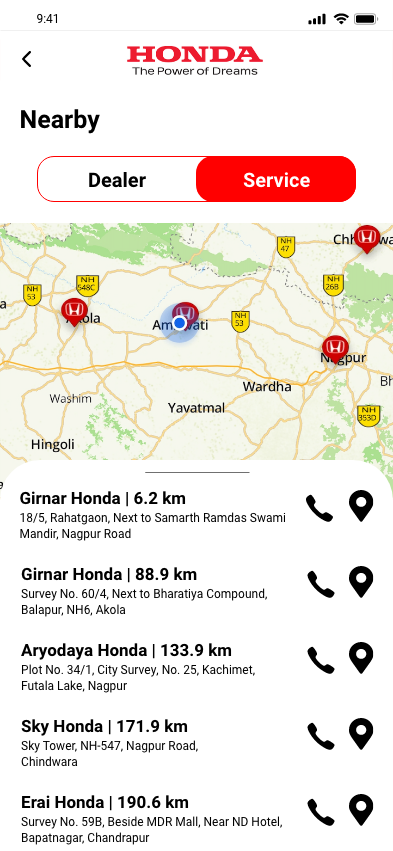 9:41
HONDA
The Power of Dreams
Nearby
Dealer
Service
NH
47
NH
53
NH
548C
NH
26B
Akola
Amravati
NH
53
Nagpur
Wardha
Washim
Yavatmal
NH
353D
Hingoli
Girnar Honda | 6.2 km
18/5, Rahatgaon, Next to Samarth Ramdas Swami
Mandir, Nagpur Road
Girnar Honda | 88.9 km
Survey No. 60/4, Next to Bharatiya Compound,
Balapur, NH6, Akola
Aryodaya Honda | 133.9 km
Plot No. 34/1, City Survey, No. 25, Kachimet,
Futala Lake, Nagpur
Sky Honda | 171.9 km
Sky Tower, NH-547, Nagpur Road,
Chindwara
Erai Honda | 190.6 km
Survey No. 59B, Beside MDR Mall, Near ND Hotel,
Bapatnagar, Chandrapur